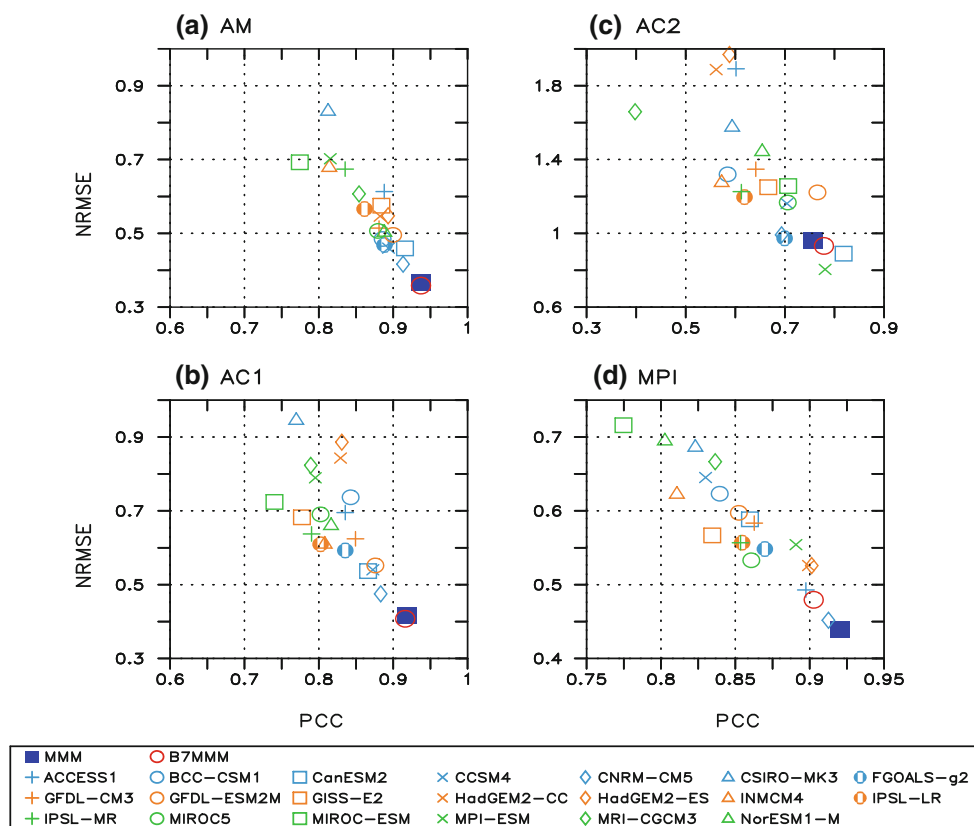 (a) AM
(c) AC2
NRMSE
0.9
0.7
0.5
0.3
0.6
0.7
0.8
0.9
1
1.8
1.4
1
0.6
0.3
0.5
0.7
0.9
(b) AC1
(d) MPI
NRMSE
0.9
0.7
0.5
0.3
0.6
0.7
0.8
0.9
1
PCC
0.7
0.6
0.5
0.4
0.75
0.85
0.95
PCC
MMM B7MMM
ACCESS1 BCC-CSM1 CanESM2 CCSM4 CNRM-CM5 CSIRO-MK3 FGOALS-g2
GFDL-CM3 GFDL-ESM2M GISS-E2 HadGEM2-CC HadGEM2-ES INMCM4 IPSL-LR
IPSL-MR MIROC5 MIROC-ESM MPI-ESM MRI-CGCM3 NorESM1-M